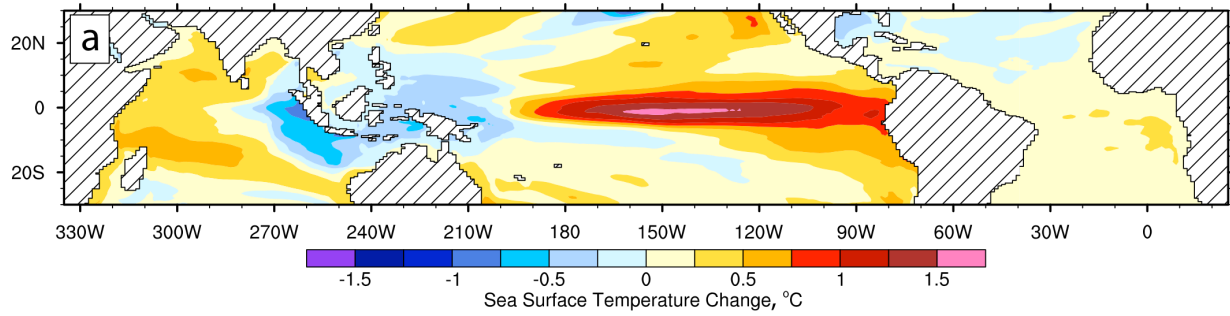 a
20N
0
20S
330W 300W 270W 240W 210W 180 150W 120W 90W 60W 30W 0
-1.5 -1 -0.5 0 0.5 1 1.5
Sea Surface Temperature Change, °C